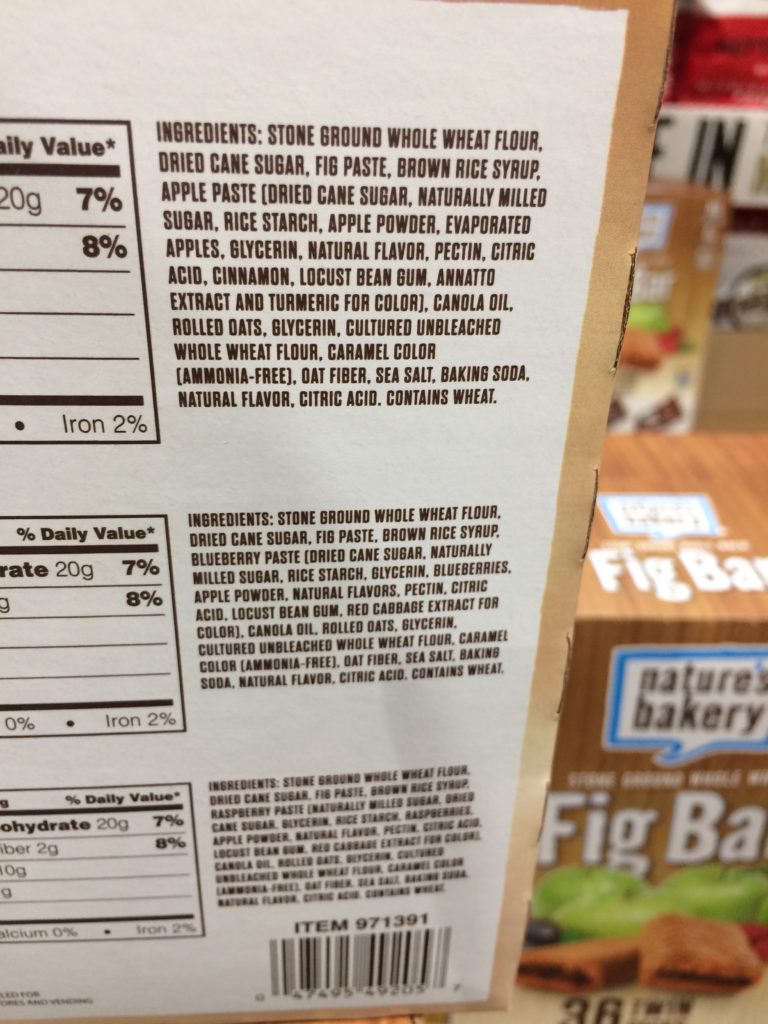 aily Value*
20g 7%
8%
• Iron 2%
INGREDIENTS: STONE GROUND WHOLE WHEAT FLOUR,
DRIED CANE SUGAR, FIG PASTE, BROWN RICE SYRUP,
APPLE PASTE (DRIED CANE SUGAR, NATURALLY MILLED
SUGAR, RICE STARCH, APPLE POWDER, EVAPORATED
APPLES, GLYCERIN, NATURAL FLAVOR, PECTIN, CITRIC
ACID, CINNAMON, LOCUST BEAN GUM, ANNATTO
EXTRACT AND TURMERIC FOR COLOR), CANOLA OIL,
ROLLED OATS, GLYCERIN, CULTURED UNBLEACHED
WHOLE WHEAT FLOUR, CARAMEL COLOR
(AMMONIA-FREE), OAT FIBER, SEA SALT, BAKING SODA,
NATURAL FLAVOR, CITRIC ACID. CONTAINS WHEAT.
% Daily Value*
rate 20g 7%
g 8%
0% • Iron 2%
INGREDIENTS: STONE GROUND WHOLE WHEAT FLOUR,
DRIED CANE SUGAR, FIG PASTE, BROWN RICE SYRUP,
BLUEBERRY PASTE (DRIED CANE SUGAR, NATURALLY
MILLED SUGAR, RICE STARCH, GLYCERIN, BLUEBERRIES,
APPLE POWDER, NATURAL FLAVORS, PECTIN, CITRIC
ACID, LOCUST BEAN GUM, RED CABBAGE EXTRACT FOR
COLOR), CANOLA OIL, ROLLED OATS, GLYCERIN,
CULTURED UNBLEACHED WHOLE WHEAT FLOUR, CARAMEL
COLOR (AMMONIA-FREE), OAT FIBER, SEA SALT, BAKING
SODA, NATURAL FLAVOR, CITRIC ACID. CONTAINS WHEAT.
g % Daily Value*
ohydrate 20g 7%
iber 2g 8%
10g
g
alcium 0% • Iron 2%
INGREDIENTS: STONE GROUND WHOLE WHEAT FLOUR,
DRIED CANE SUGAR, FIG PASTE, BROWN RICE SYRUP,
RASPBERRY PASTE (NATURALLY MILLED SUGAR, DRIED
CANE SUGAR, GLYCERIN, RICE STARCH, RASPBERRIES,
APPLE POWDER, NATURAL FLAVOR, PECTIN, CITRIC ACID,
LOCUST BEAN GUM, RED CABBAGE EXTRACT FOR COLOR),
CANOLA OIL, ROLLED OATS, GLYCERIN, CULTURED
UNBLEACHED WHOLE WHEAT FLOUR, CARAMEL COLOR
(AMMONIA-FREE), OAT FIBER, SEA SALT, BAKING SODA,
NATURAL FLAVOR, CITRIC ACID. CONTAINS WHEAT.
ITEM 971391
ORES AND VENDING
IN
Fig Ba
nature's
bakery
Fig Ba
36 TWIN